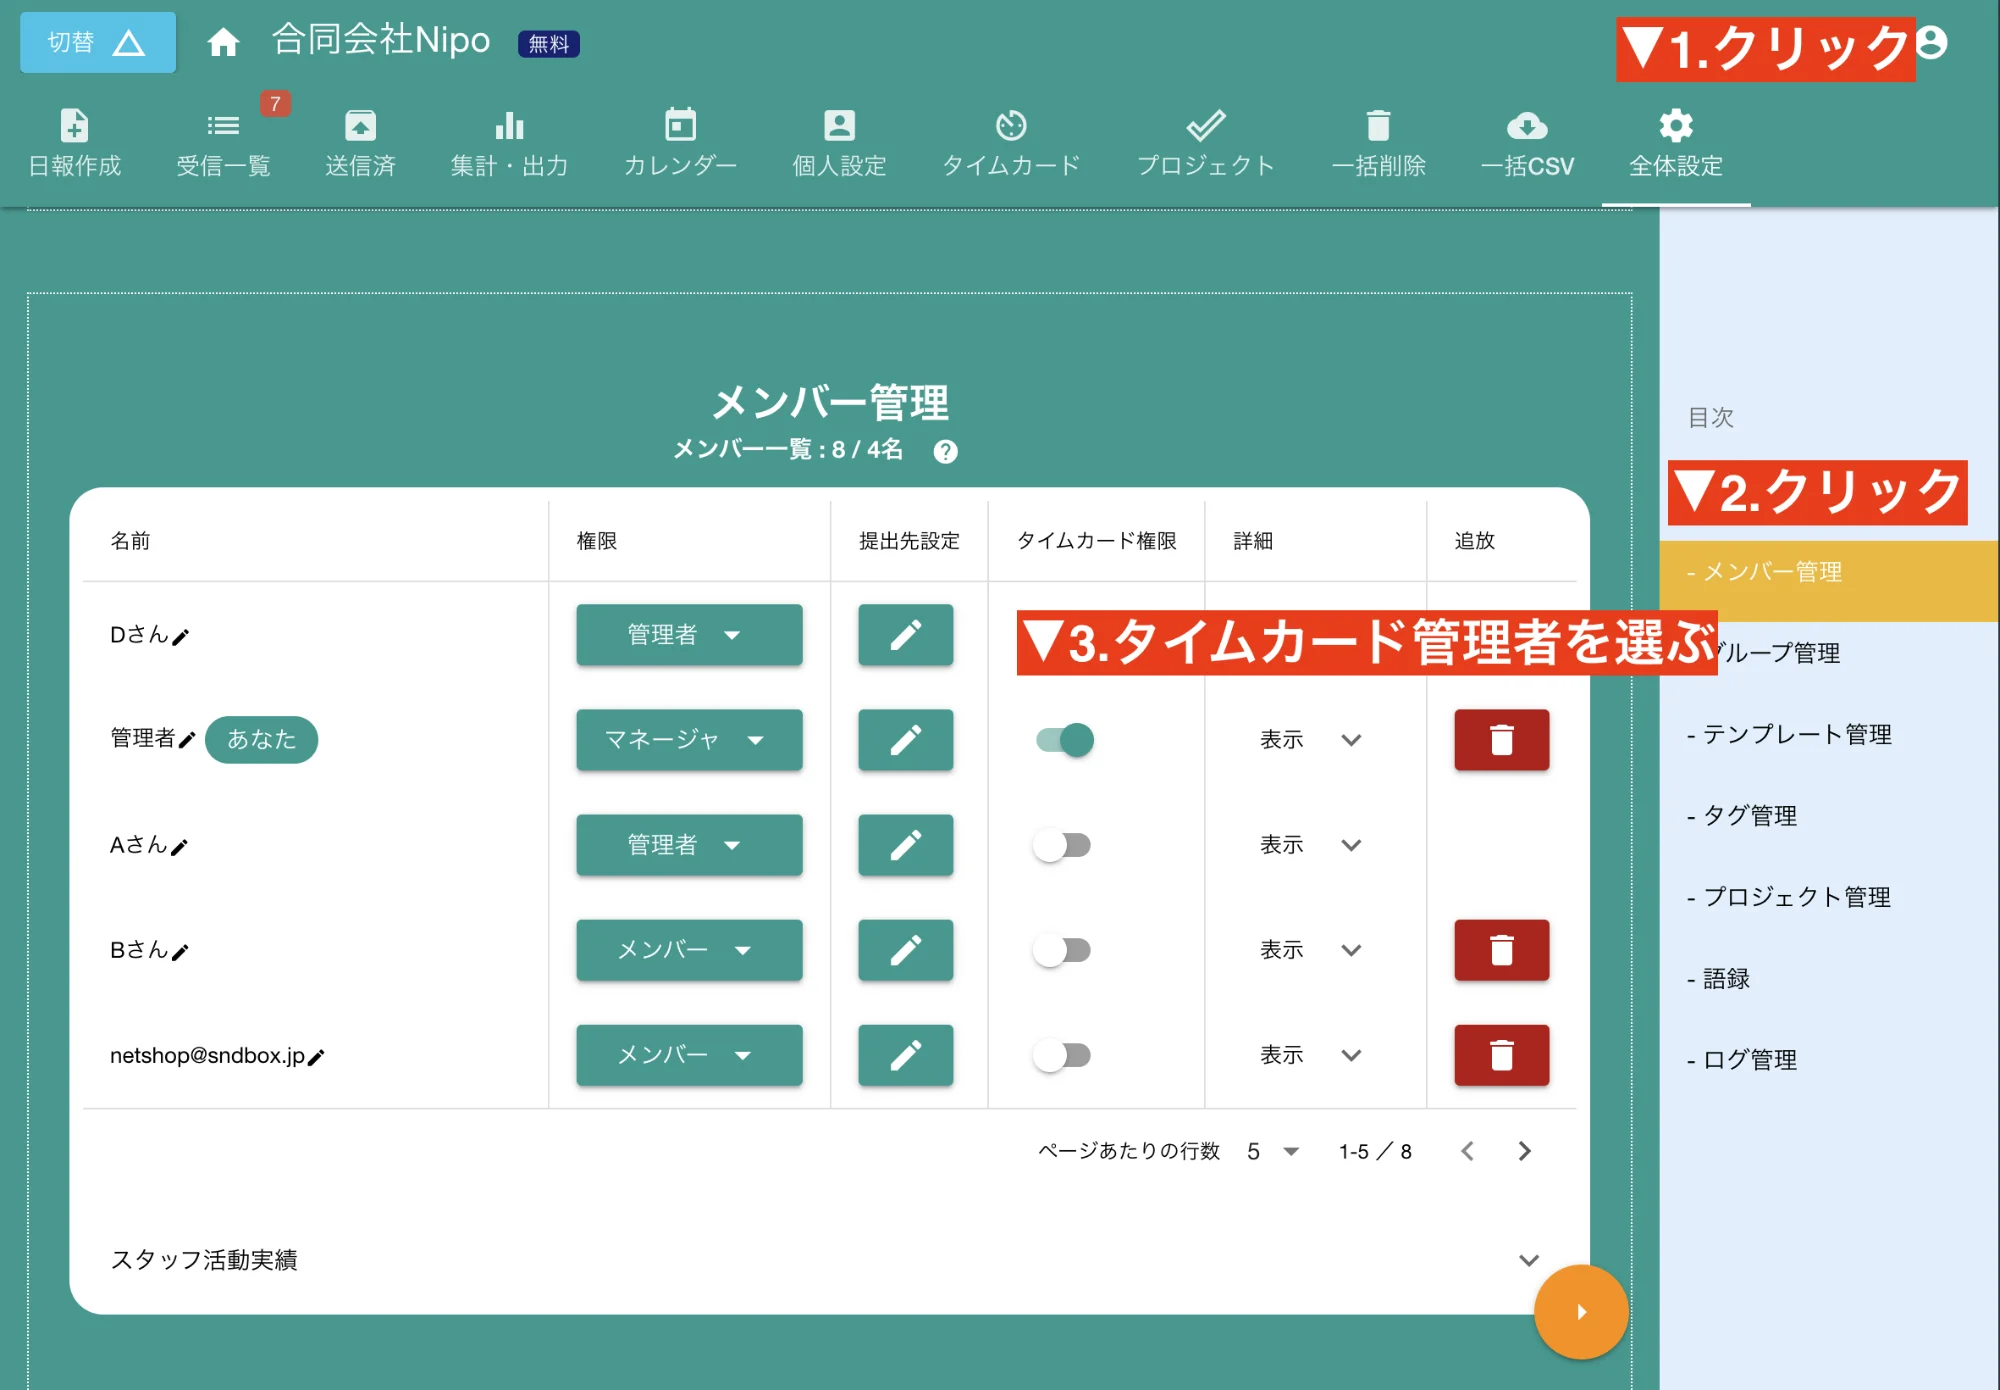 切替
合同会社Nipo
無料
▼1.クリック
日報作成
受信一覧
7
送信済
集計・出力
カレンダー
個人設定
タイムカード
プロジェクト
一括削除
一括CSV
全体設定
メンバー管理
メンバー一覧 : 8 / 4名
?
名前
権限
提出先設定
タイムカード権限
詳細
追放
Dさん
管理者
▼3.タイムカード管理者を選ぶ
管理者
あなた
マネージャ
表示
Aさん
管理者
表示
Bさん
メンバー
表示
netshop@sndbox.jp
メンバー
表示
ページあたりの行数
5
1-5 ／ 8
スタッフ活動実績
目次
▼2.クリック
- メンバー管理
グループ管理
- テンプレート管理
- タグ管理
- プロジェクト管理
- 語録
- ログ管理